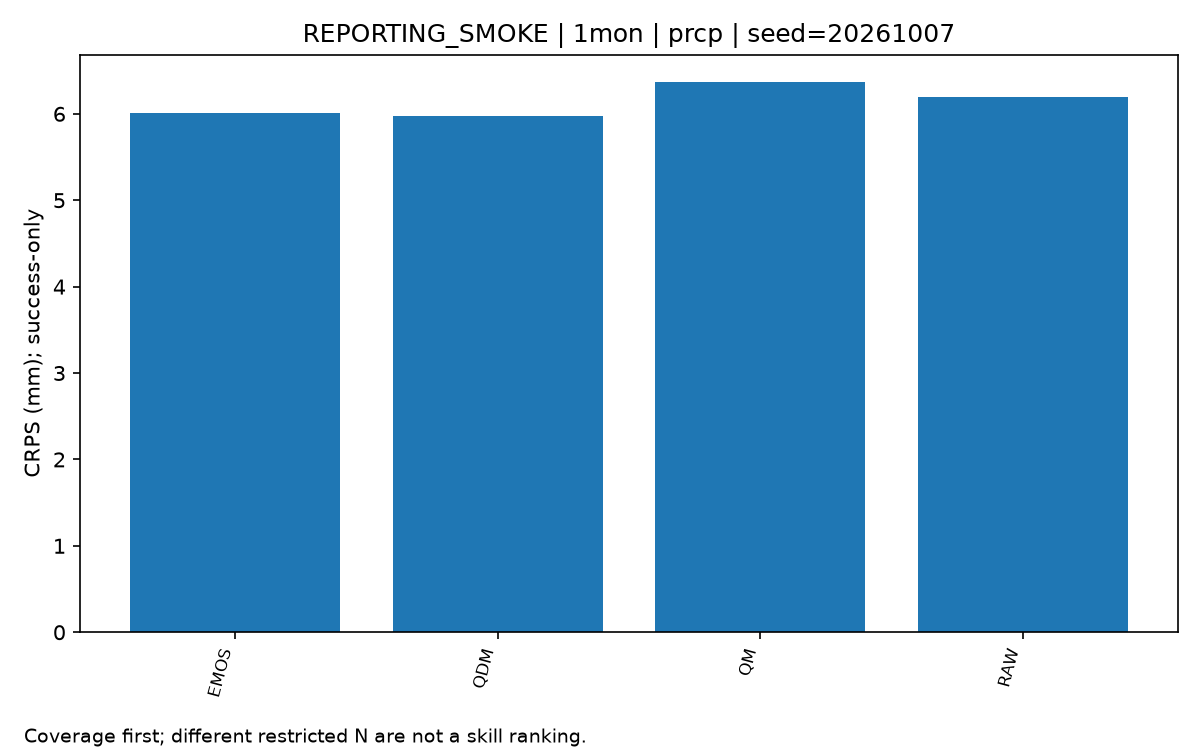 REPORTING_SMOKE | 1mon | prcp | seed=20261007
CRPS (mm); success-only
6
5
4
3
2
1
0
EMOS
QDM
QM
RAW
Coverage first; different restricted N are not a skill ranking.